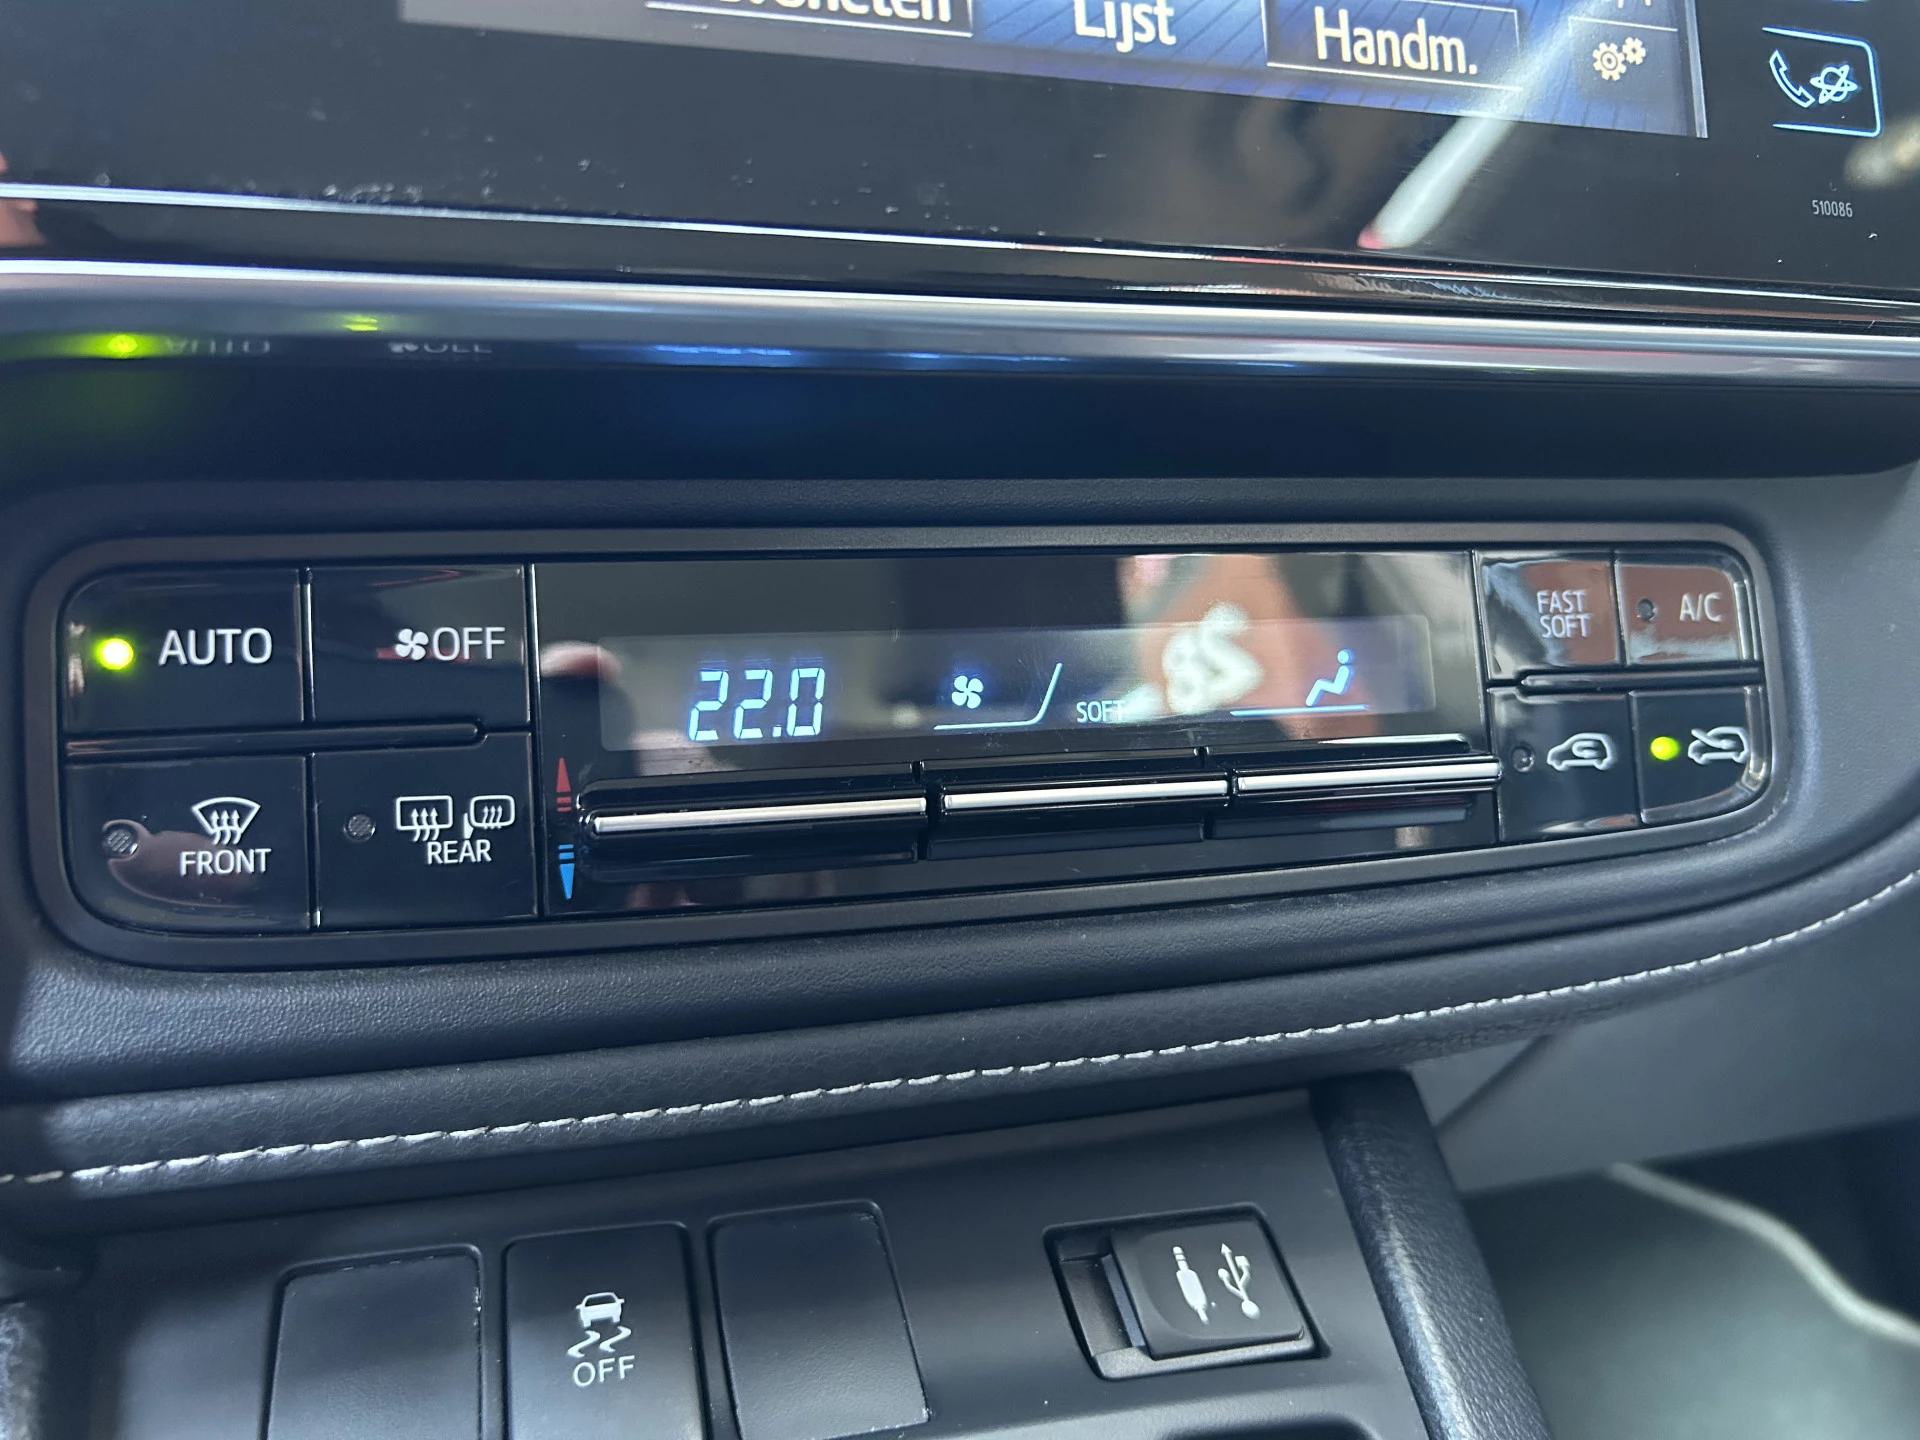 Lijst
Handm.
510086
AUTO
OFF
22.0
SOFT
FAST
SOFT
A/C
FRONT
REAR
OFF